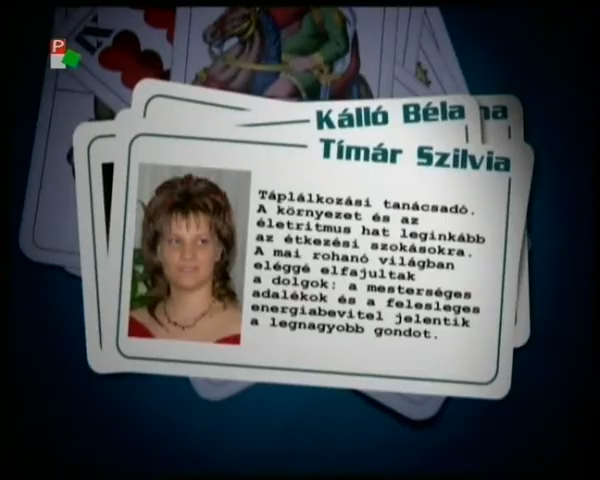 P
Kálló Béla na
Tímár Szilvia
Táplálkozási tanácsadó.
A környezet és az
életritmus hat leginkább
az étkezési szokásokra.
A mai rohanó világban
eléggé elfajultak
a dolgok: a mesterséges
adalékok és a felesleges
energiabevitel jelentik
a legnagyobb gondot.